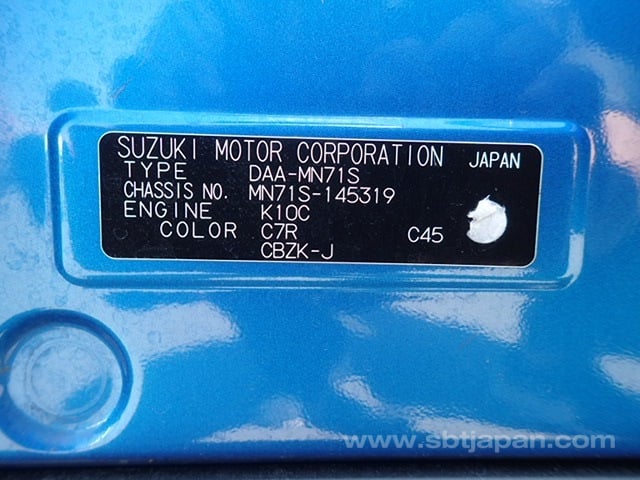 SUZUKI MOTOR CORPORATION JAPAN
TYPE DAA-MN71S
CHASSIS NO. MN71S-145319
ENGINE K10C
COLOR C7R C45
CBZK-J
www.sbtjapan.com